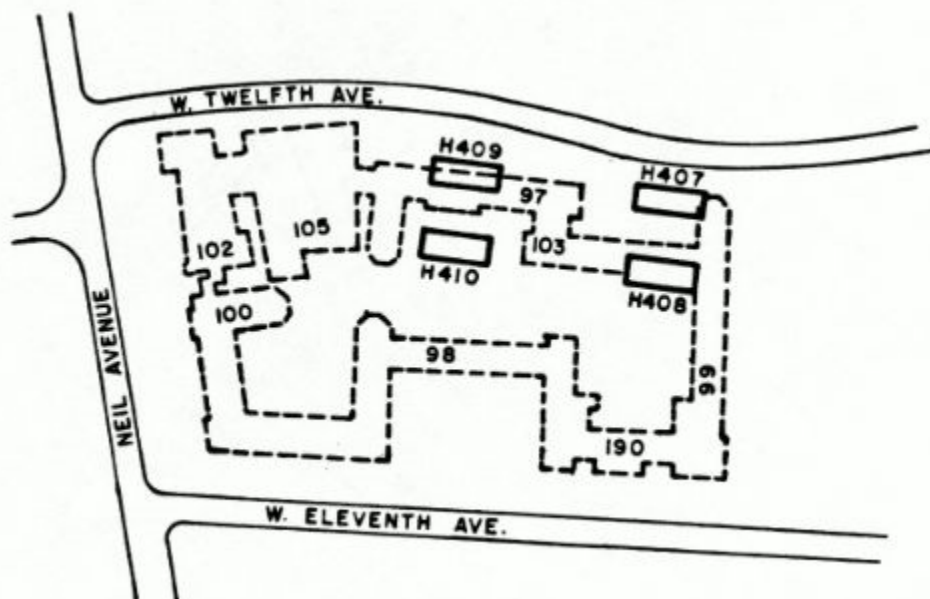 W. TWELFTH AVE.
H409
H407
97
105
102
103
H410
H408
100
NEIL AVENUE
98
99
190
W. ELEVENTH AVE.